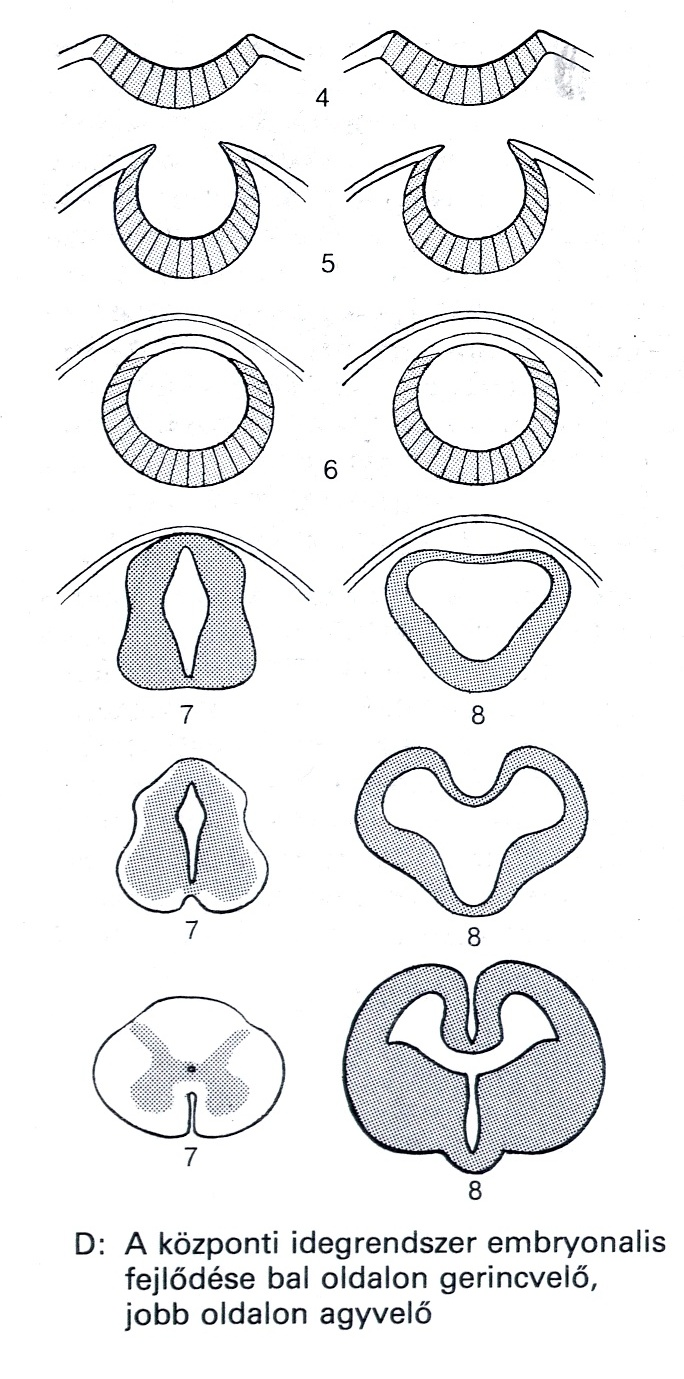 4
5
6
7 8
7 8
7
8
D: A központi idegrendszer embryonalis
fejlődése bal oldalon gerincvelő,
jobb oldalon agyvelő